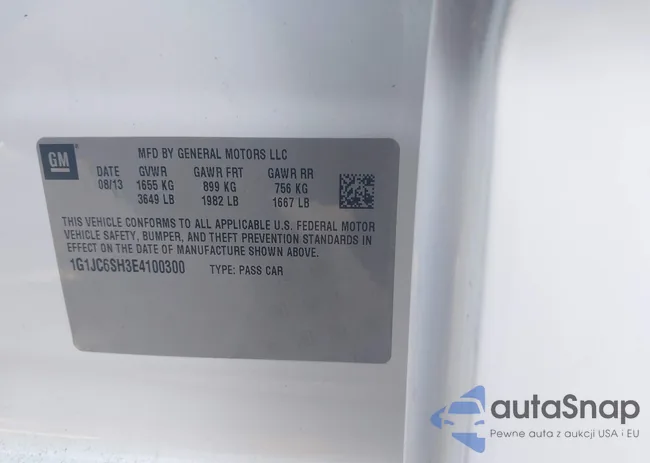 GM
MFD BY GENERAL MOTORS LLC
DATE GVWR GAWR FRT GAWR RR
08/13 1655 KG 899 KG 756 KG
3649 LB 1982 LB 1667 LB
THIS VEHICLE CONFORMS TO ALL APPLICABLE U.S. FEDERAL MOTOR
VEHICLE SAFETY, BUMPER, AND THEFT PREVENTION STANDARDS IN
EFFECT ON THE DATE OF MANUFACTURE SHOWN ABOVE.
1G1JC6SH3E4100300 TYPE: PASS CAR
autaSnap
Pewne auta z aukcji USA i EU